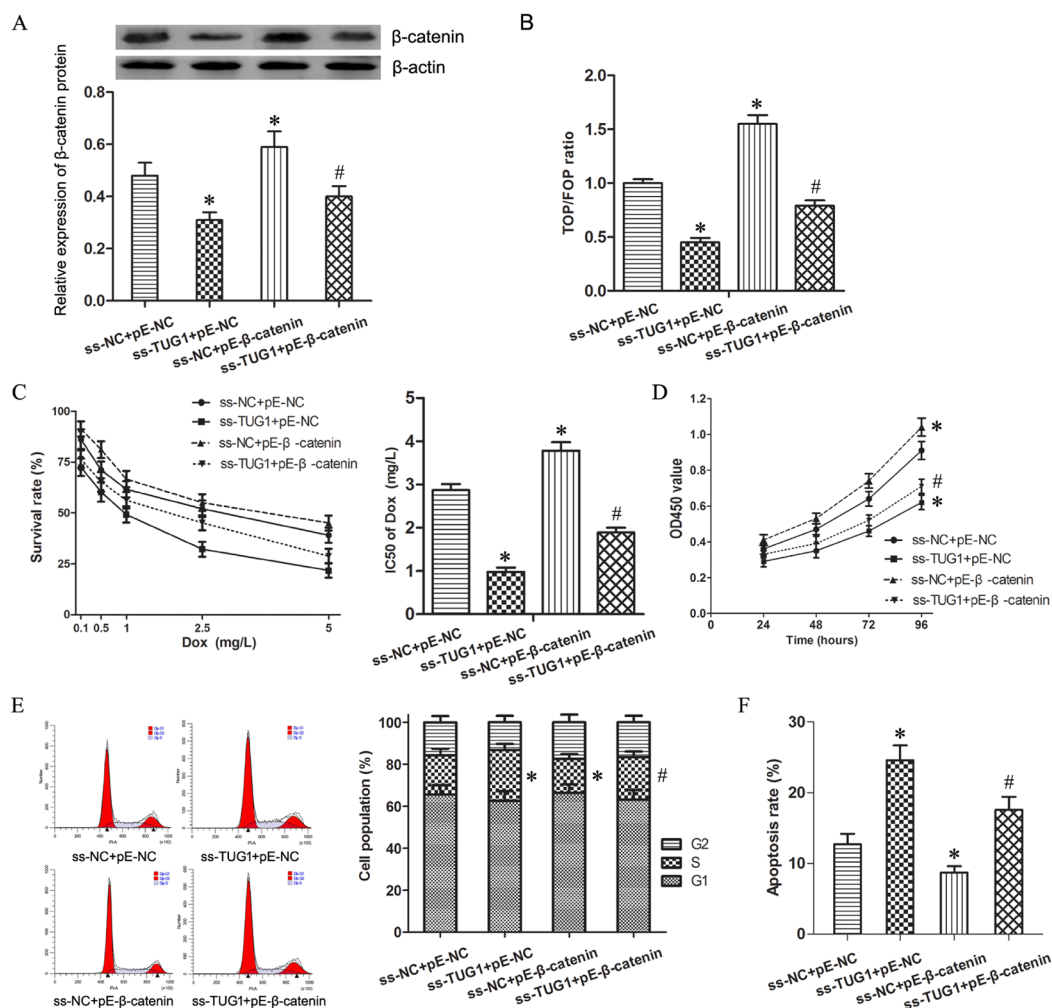 A
β-catenin
β-actin
Relative expression of β-catenin protein
0.8
0.6
0.4
0.2
0.0
ss-NC+pE-NC
ss-TUG1+pE-NC
ss-NC+pE-β-catenin
ss-TUG1+pE-β-catenin
*
*
#
B
TOP/FOP ratio
2.0
1.5
1.0
0.5
0.0
ss-NC+pE-NC
ss-TUG1+pE-NC
ss-NC+pE-β-catenin
ss-TUG1+pE-β-catenin
*
*
#
C
Survival rate (%)
100
75
50
25
0
0.1 0.5 1 2.5 5
Dox (mg/L)
ss-NC+pE-NC
ss-TUG1+pE-NC
ss-NC+pE-β -catenin
ss-TUG1+pE-β -catenin
IC50 of Dox (mg/L)
5
4
3
2
1
0
ss-NC+pE-NC
ss-TUG1+pE-NC
ss-NC+pE-β-catenin
ss-TUG1+pE-β-catenin
*
*
#
D
OD450 value
1.2
1.0
0.8
0.6
0.4
0.2
0.0
0 24 48 72 96
Time (hours)
ss-NC+pE-NC
ss-TUG1+pE-NC
ss-NC+pE-β -catenin
ss-TUG1+pE-β -catenin
*
#
*
E
Number
ss-NC+pE-NC
ss-TUG1+pE-NC
ss-NC+pE-β-catenin
ss-TUG1+pE-β-catenin
Cell population (%)
100
80
60
40
20
0
ss-NC+pE-NC
ss-TUG1+pE-NC
ss-NC+pE-β-catenin
ss-TUG1+pE-β-catenin
*
*
#
G2
S
G1
F
Apoptosis rate (%)
30
20
10
0
ss-NC+pE-NC
ss-TUG1+pE-NC
ss-NC+pE-β-catenin
ss-TUG1+pE-β-catenin
*
*
#